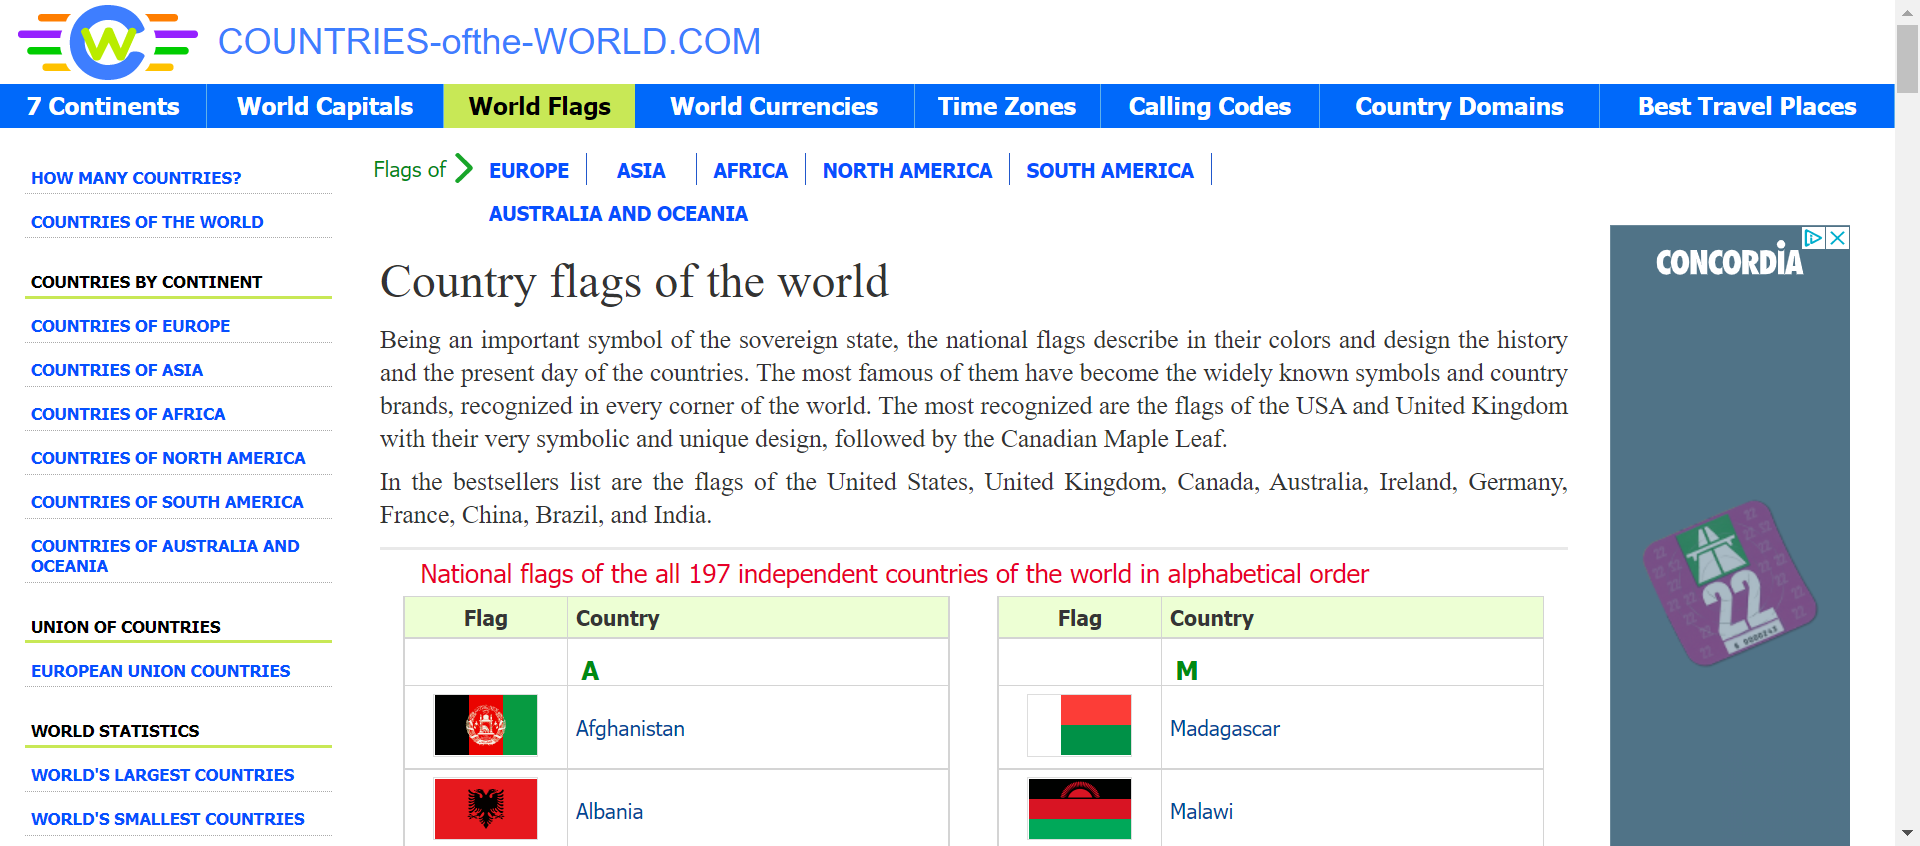 COUNTRIES-ofthe-WORLD.COM
7 Continents
World Capitals
World Flags
World Currencies
Time Zones
Calling Codes
Country Domains
Best Travel Places
HOW MANY COUNTRIES?
COUNTRIES OF THE WORLD
COUNTRIES BY CONTINENT
COUNTRIES OF EUROPE
COUNTRIES OF ASIA
COUNTRIES OF AFRICA
COUNTRIES OF NORTH AMERICA
COUNTRIES OF SOUTH AMERICA
COUNTRIES OF AUSTRALIA AND
OCEANIA
UNION OF COUNTRIES
EUROPEAN UNION COUNTRIES
WORLD STATISTICS
WORLD'S LARGEST COUNTRIES
WORLD'S SMALLEST COUNTRIES
Flags of
EUROPE
ASIA
AFRICA
NORTH AMERICA
SOUTH AMERICA
AUSTRALIA AND OCEANIA
Country flags of the world
Being an important symbol of the sovereign state, the national flags describe in their colors and design the history
and the present day of the countries. The most famous of them have become the widely known symbols and country
brands, recognized in every corner of the world. The most recognized are the flags of the USA and United Kingdom
with their very symbolic and unique design, followed by the Canadian Maple Leaf.
In the bestsellers list are the flags of the United States, United Kingdom, Canada, Australia, Ireland, Germany,
France, China, Brazil, and India.
National flags of the all 197 independent countries of the world in alphabetical order
Flag
Country
A
Afghanistan
Albania
Flag
Country
M
Madagascar
Malawi
CONCORDiA
22